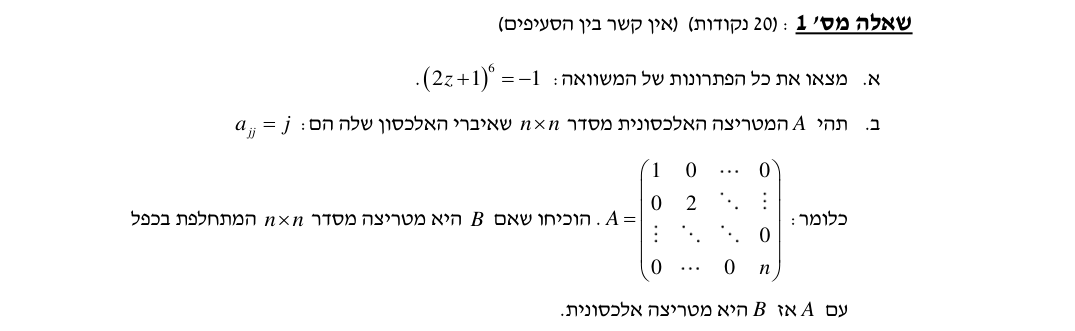 שאלה מס׳ 1 : (20 נקודות) (אין קשר בין הסעיפים)
א. מצאו את כל הפתרונות של המשוואה : (2z+1)⁶ = −1.
ב. תהי A המטריצה האלכסונית מסדר n×n שאיברי האלכסון שלה הם : a_jj = j
כלומר : A = (1 0 ⋯ 0 ; 0 2 ⋱ ⋮ ; ⋮ ⋱ ⋱ 0 ; 0 ⋯ 0 n) . הוכיחו שאם B היא מטריצה מסדר n×n המתחלפת בכפל
עם A אז B היא מטריצה אלכסונית.